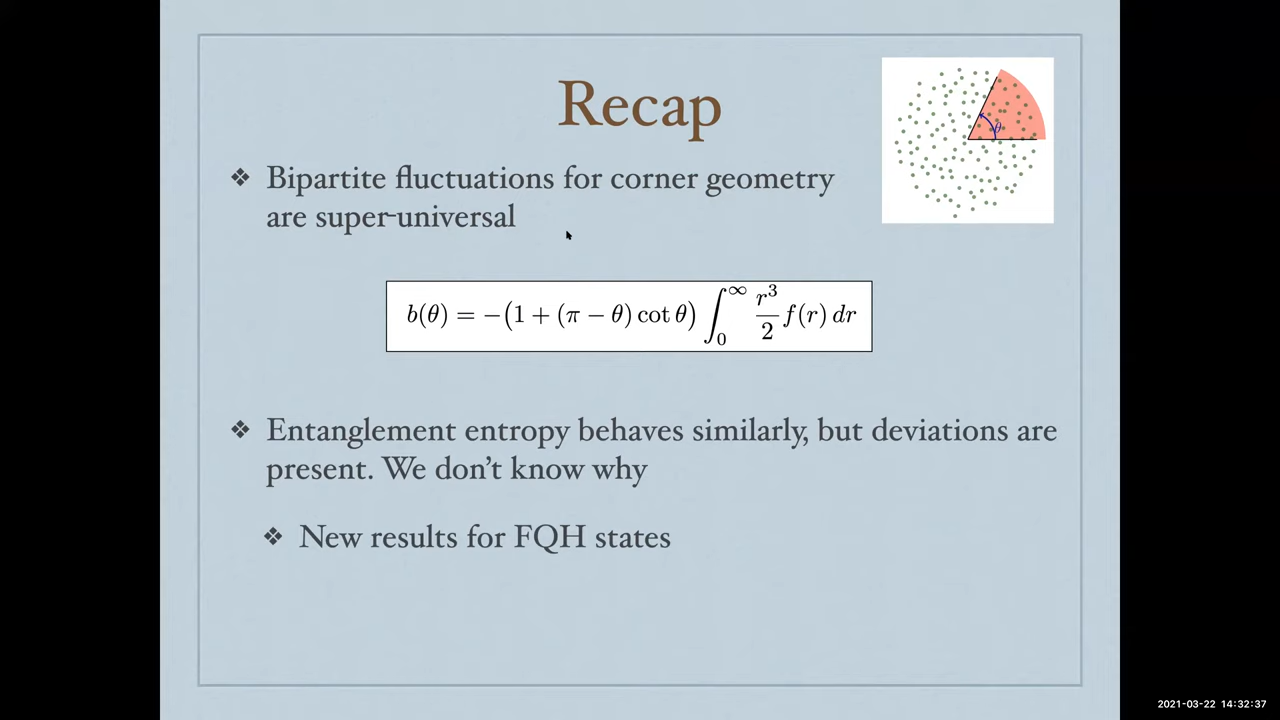 Recap
θ
❖ Bipartite fluctuations for corner geometry
are super-universal
b(θ) = −(1 + (π − θ) cot θ) ∫₀^∞ r³/2 f(r) dr
❖ Entanglement entropy behaves similarly, but deviations are
present. We don’t know why
❖ New results for FQH states
2021-03-22 14:32:37